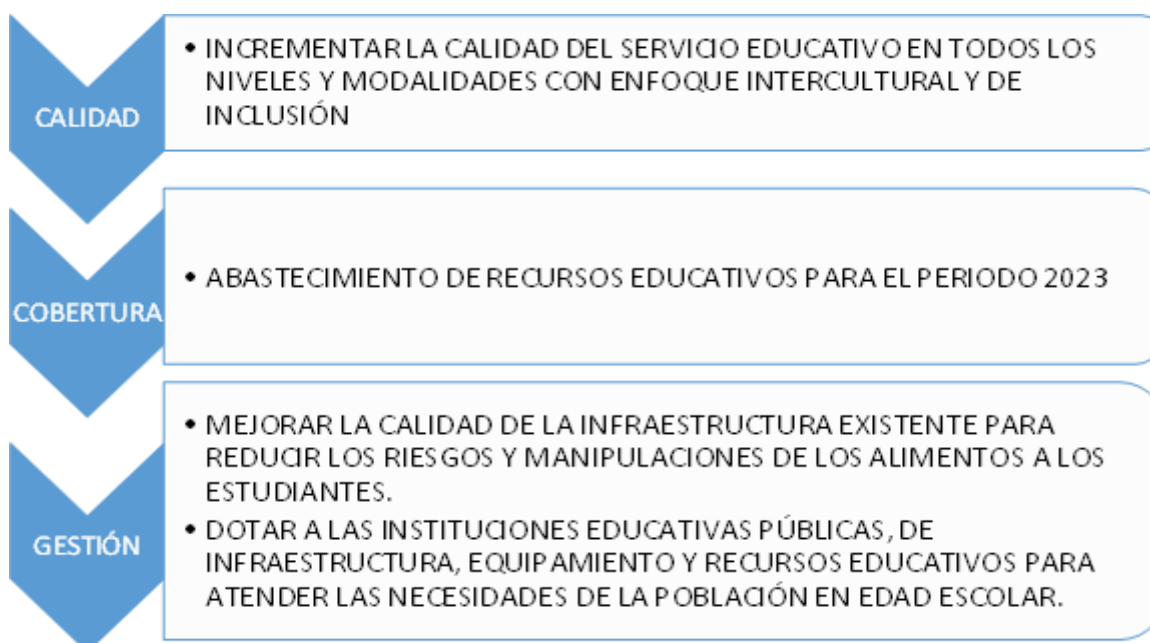 CALIDAD
• INCREMENTAR LA CALIDAD DEL SERVICIO EDUCATIVO EN TODOS LOS
NIVELES Y MODALIDADES CON ENFOQUE INTERCULTURAL Y DE
INCLUSIÓN
COBERTURA
• ABASTECIMIENTO DE RECURSOS EDUCATIVOS PARA EL PERIODO 2023
GESTIÓN
• MEJORAR LA CALIDAD DE LA INFRAESTRUCTURA EXISTENTE PARA
REDUCIR LOS RIESGOS Y MANIPULACIONES DE LOS ALIMENTOS A LOS
ESTUDIANTES.
• DOTAR A LAS INSTITUCIONES EDUCATIVAS PÚBLICAS, DE
INFRAESTRUCTURA, EQUIPAMIENTO Y RECURSOS EDUCATIVOS PARA
ATENDER LAS NECESIDADES DE LA POBLACIÓN EN EDAD ESCOLAR.